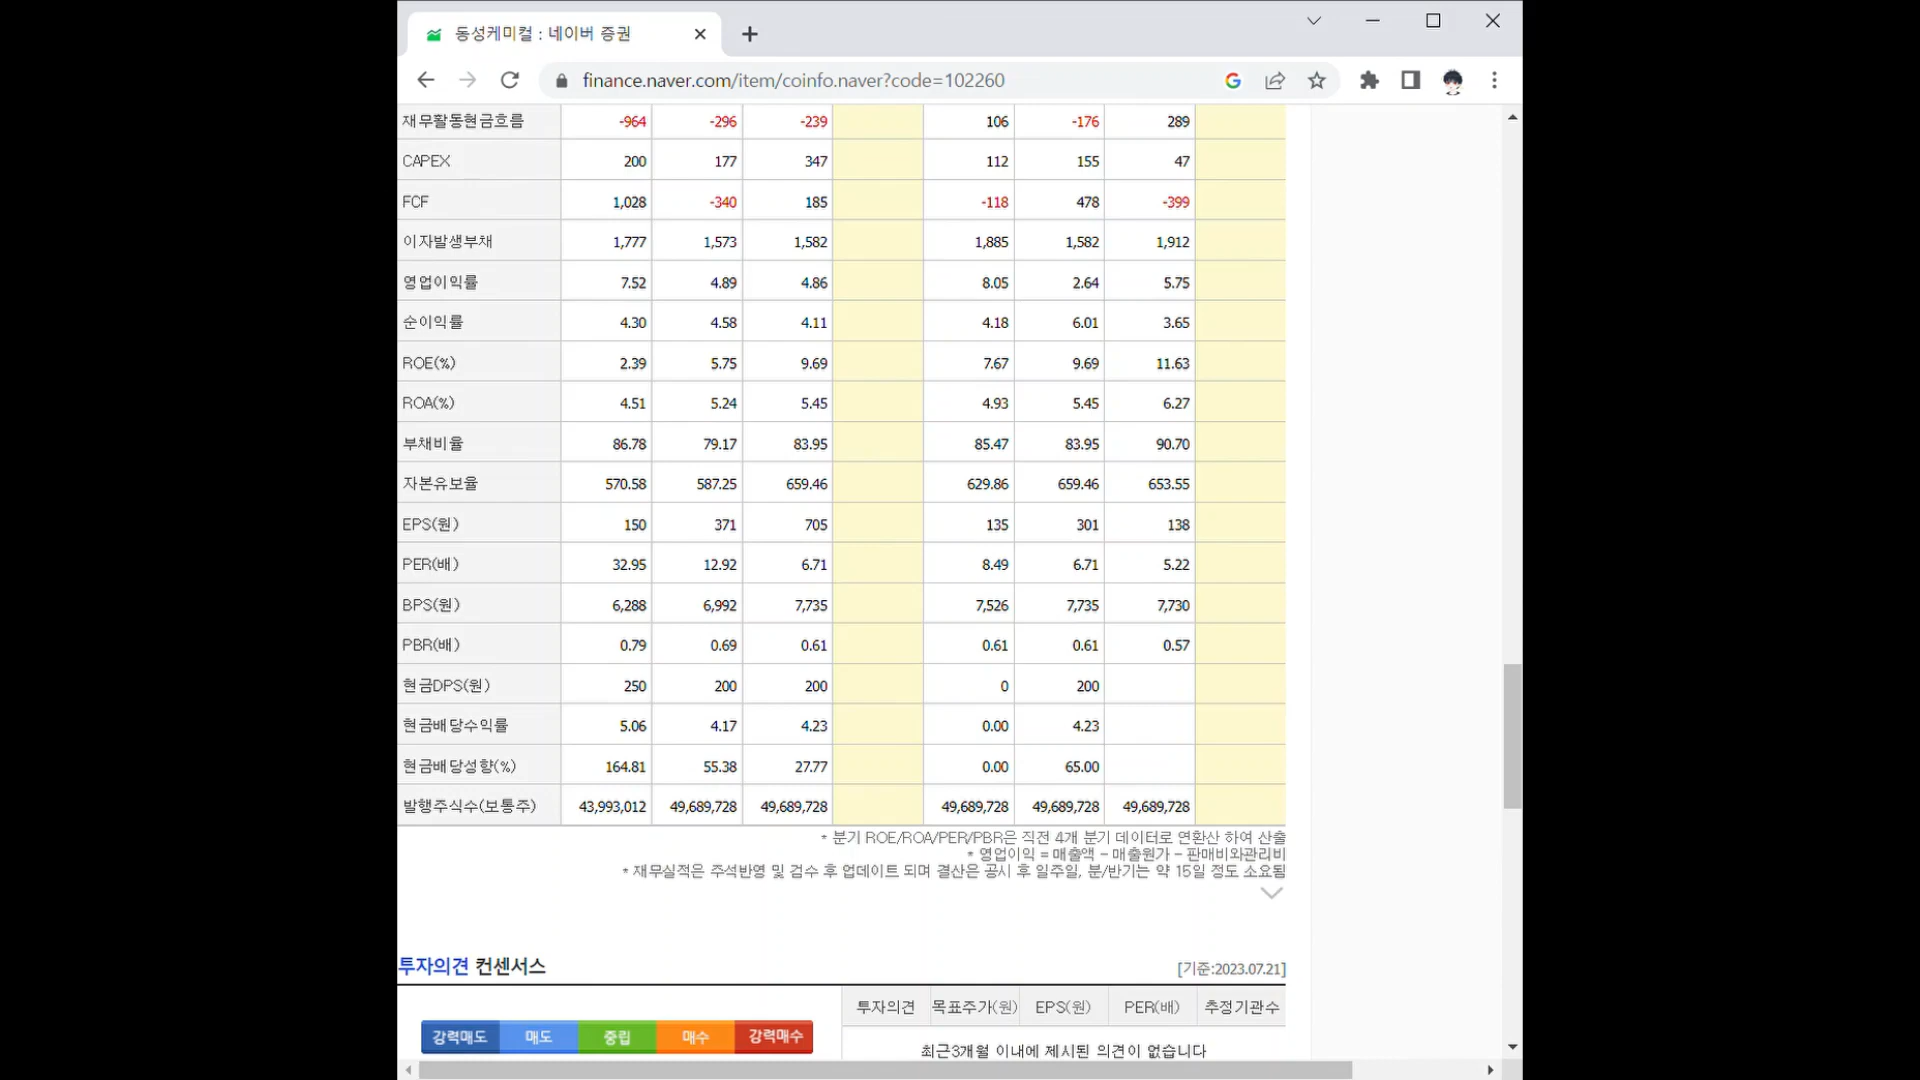 동성케미컬 : 네이버 증권
finance.naver.com/item/coinfo.naver?code=102260
재무활동현금흐름 -964 -296 -239 106 -176 289
CAPEX 200 177 347 112 155 47
FCF 1,028 -340 185 -118 478 -399
이자발생부채 1,777 1,573 1,582 1,885 1,582 1,912
영업이익률 7.52 4.89 4.86 8.05 2.64 5.75
순이익률 4.30 4.58 4.11 4.18 6.01 3.65
ROE(%) 2.39 5.75 9.69 7.67 9.69 11.63
ROA(%) 4.51 5.24 5.45 4.93 5.45 6.27
부채비율 86.78 79.17 83.95 85.47 83.95 90.70
자본유보율 570.58 587.25 659.46 629.86 659.46 653.55
EPS(원) 150 371 705 135 301 138
PER(배) 32.95 12.92 6.71 8.49 6.71 5.22
BPS(원) 6,288 6,992 7,735 7,526 7,735 7,730
PBR(배) 0.79 0.69 0.61 0.61 0.61 0.57
현금DPS(원) 250 200 200 0 200
현금배당수익률 5.06 4.17 4.23 0.00 4.23
현금배당성향(%) 164.81 55.38 27.77 0.00 65.00
발행주식수(보통주) 43,993,012 49,689,728 49,689,728 49,689,728 49,689,728 49,689,728
* 분기 ROE/ROA/PER/PBR은 직전 4개 분기 데이터로 연환산 하여 산출
* 영업이익 = 매출액 - 매출원가 - 판매비와관리비
* 재무실적은 주석반영 및 검수 후 업데이트 되며 결산은 공시 후 일주일, 분/반기는 약 15일 정도 소요됨
투자의견 컨센서스 [기준:2023.07.21]
투자의견 목표주가(원) EPS(원) PER(배) 추정기관수
강력매도 매도 중립 매수 강력매수
최근3개월 이내에 제시된 의견이 없습니다